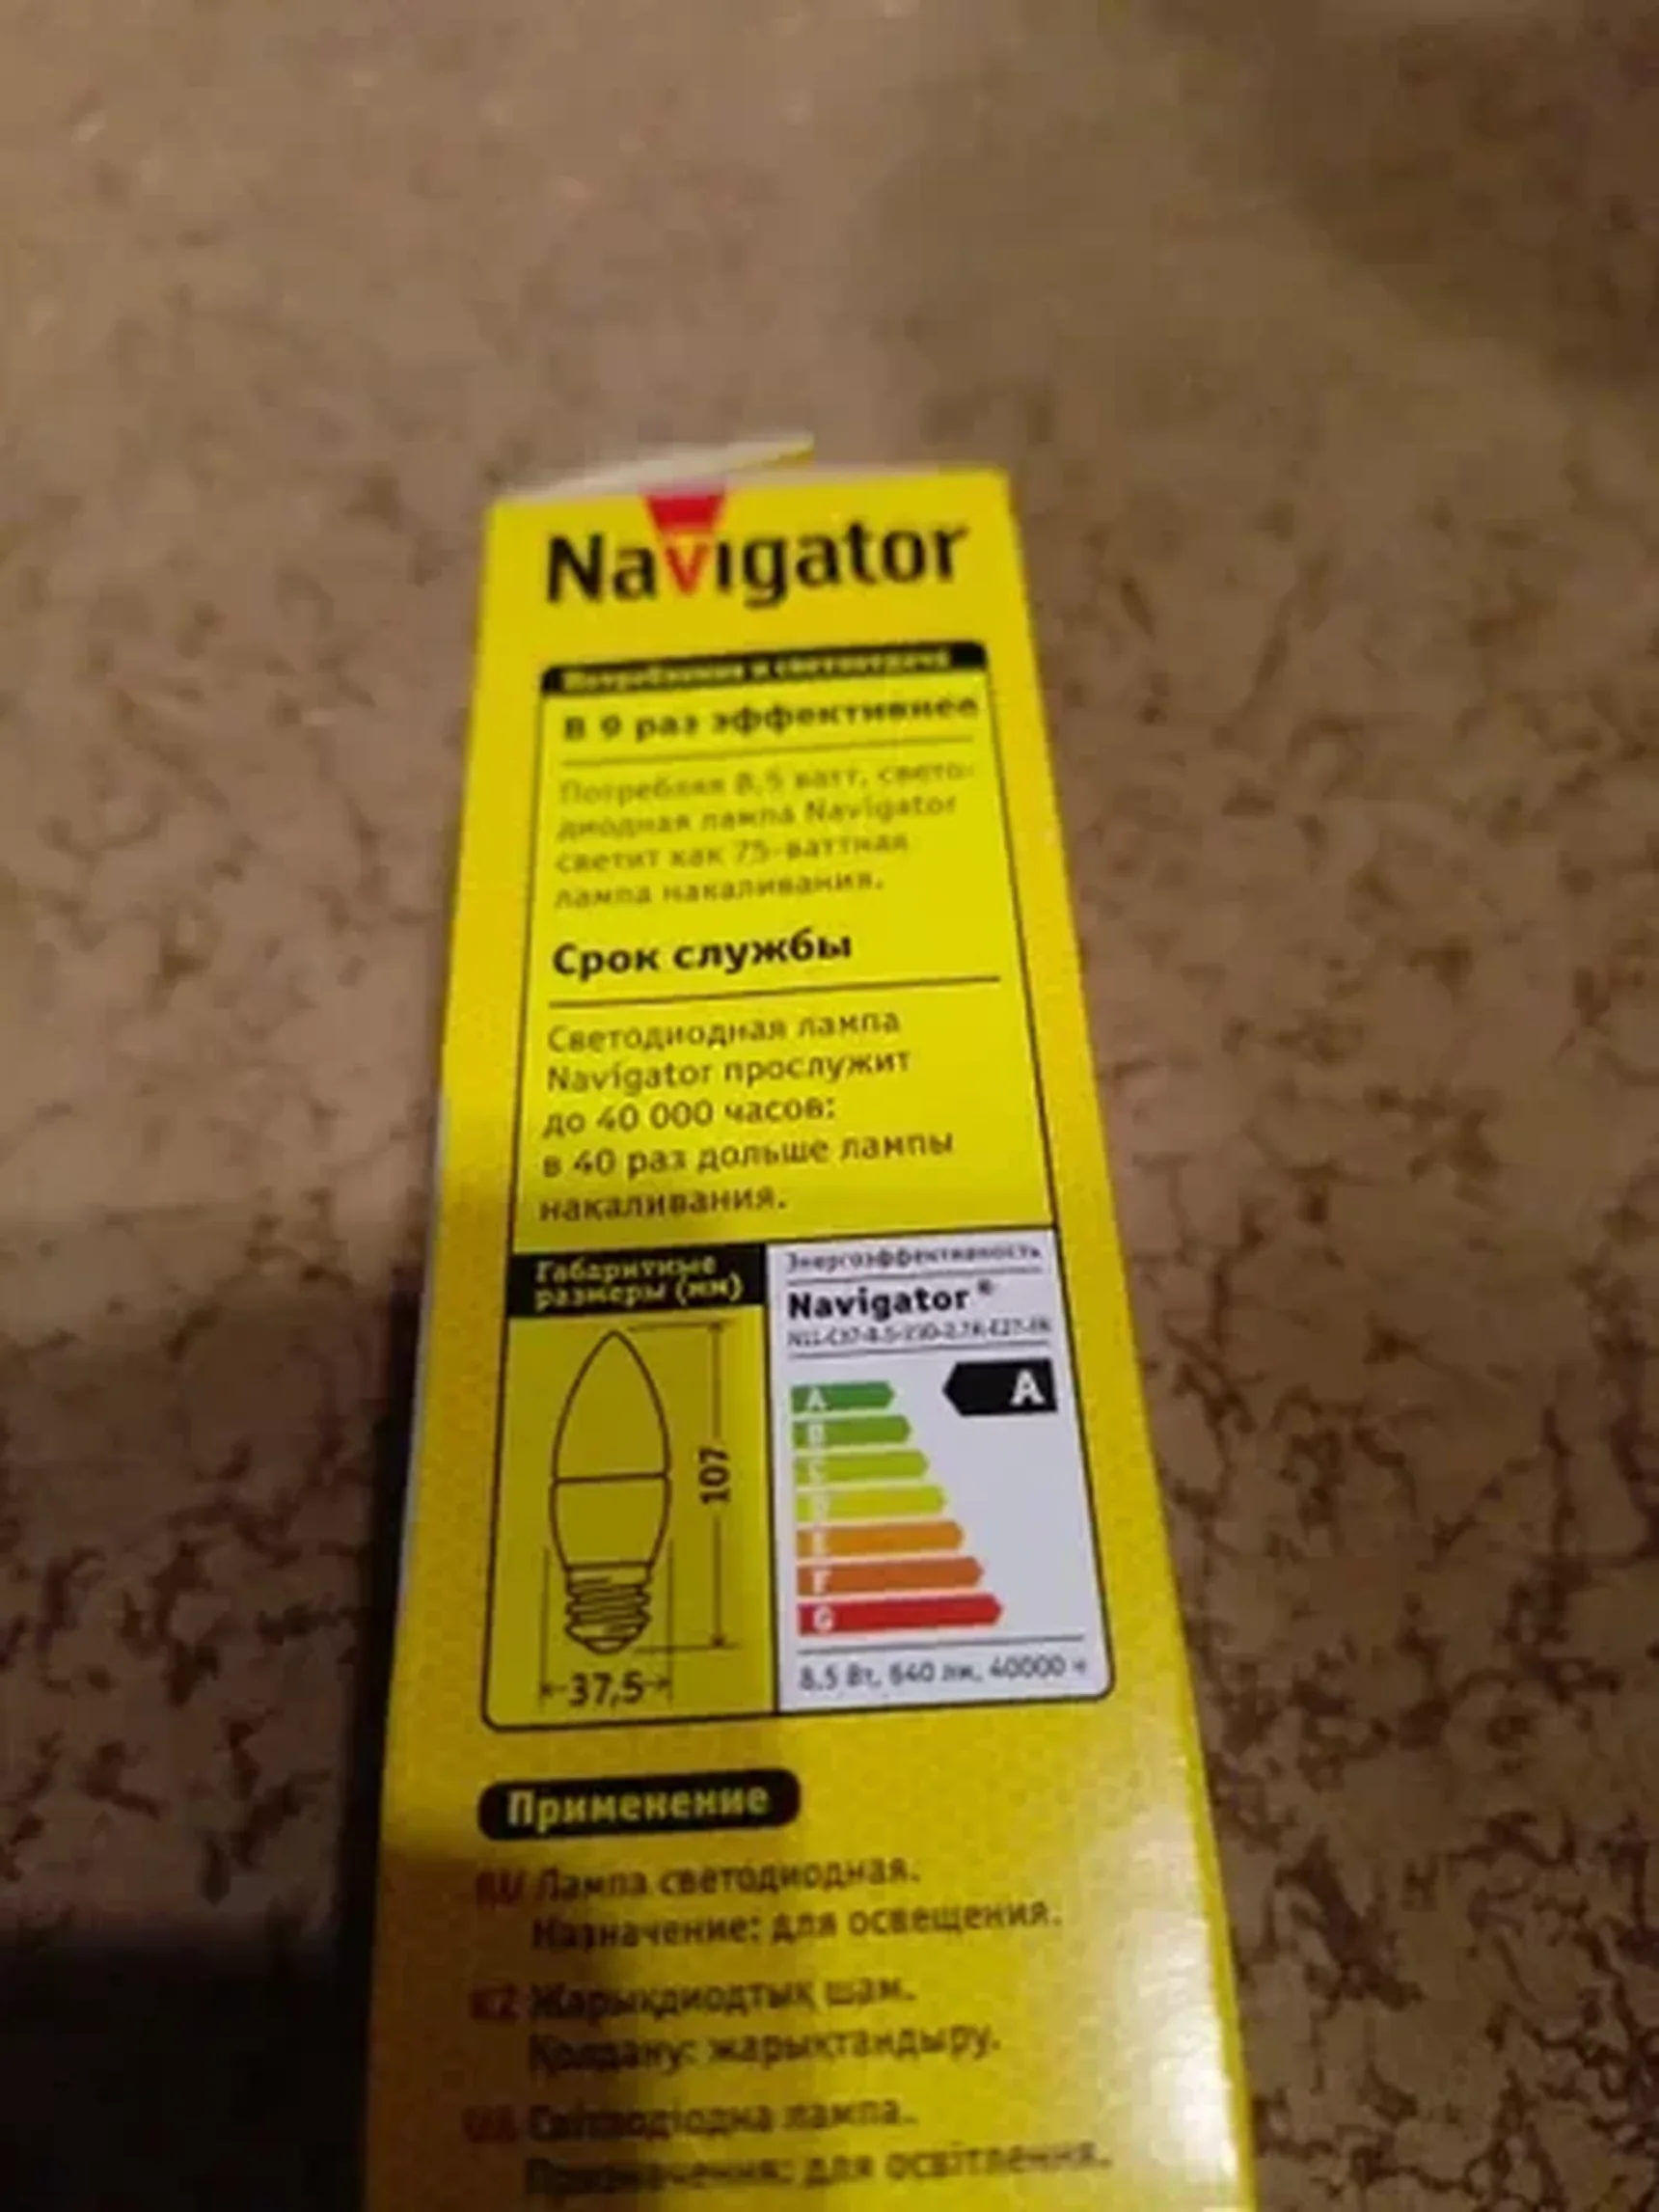 Navigator
Потребление и светоотдача
В 9 раз эффективнее
Потребляя 8,5 ватт, свето-
диодная лампа Navigator
светит как 75-ваттная
лампа накаливания.
Срок службы
Светодиодная лампа
Navigator прослужит
до 40 000 часов:
в 40 раз дольше лампы
накаливания.
Габаритные
размеры (мм)
107
37,5
Энергоэффективность
Navigator ®
A
A
B
C
D
E
F
G
8,5 Вт, 640 лм, 40000 ч
Применение
RU Лампа светодиодная.
Назначение: для освещения.
KZ Жарықдиодтық шам.
Қолдану: жарықтандыру.
UA Світлодіодна лампа.
Призначення: для освітлення.